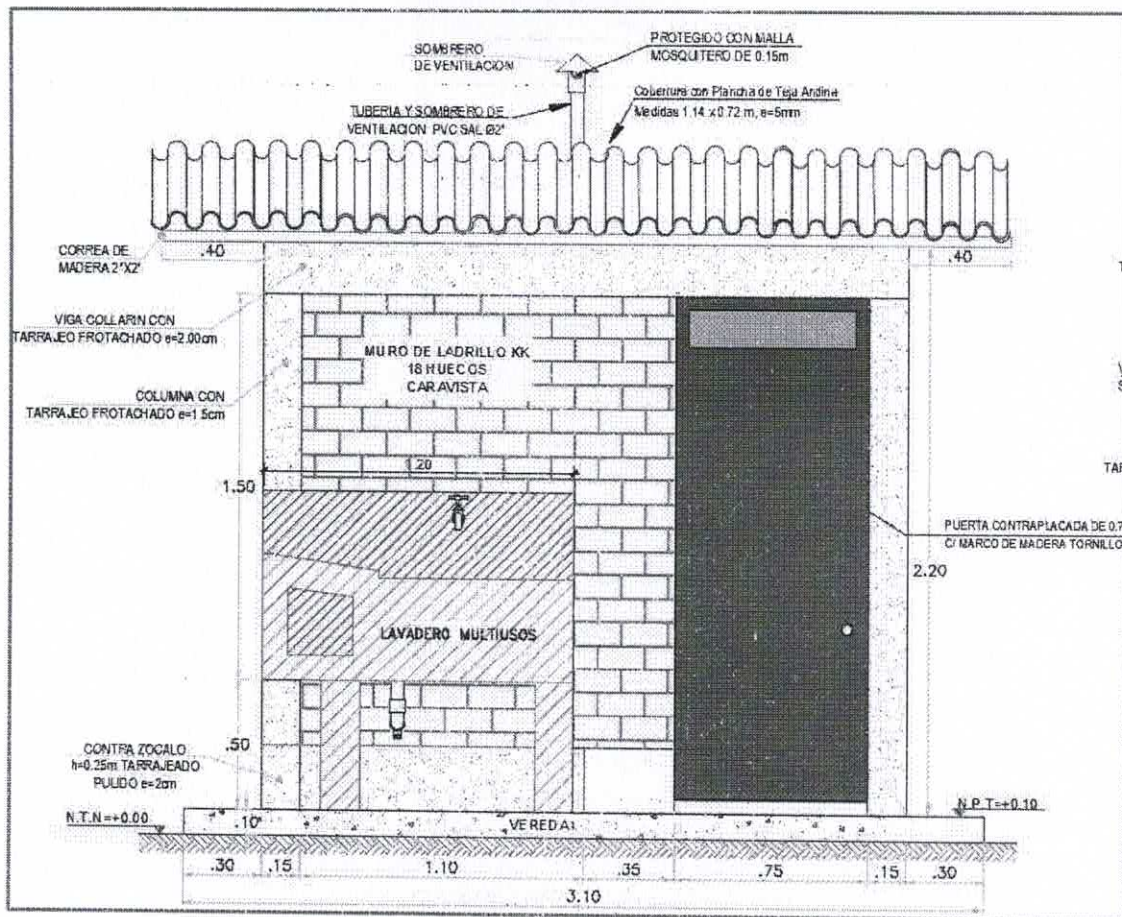 SOMBRERO
DE VENTILACION
PROTEGIDO CON MALLA
MOSQUITERO DE 0.15m
TUBERIA Y SOMBRERO DE
VENTILACION PVC SAL Ø2"
Cobertura con Plancha de Teja Andina
Medidas 1.14 x 0.72 m, e=5mm
CORREA DE
MADERA 2"X2"
.40
.40
VIGA COLLARIN CON
TARRAJEO FROTACHADO e=2.00cm
MURO DE LADRILLO KK
18 HUECOS
CARAVISTA
COLUMNA CON
TARRAJEO FROTACHADO e=1.5cm
1.20
1.50
PUERTA CONTRAPLACADA DE 0.7
C/ MARCO DE MADERA TORNILLO
2.20
LAVADERO MULTIUSOS
.50
CONTRA ZOCALO
h=0.25m TARRAJEADO
PULIDO e=2cm
N.T.N=+0.00
.10
VEREDA
N.P.T=+0.10
.30 .15 1.10 .35 .75 .15 .30
3.10